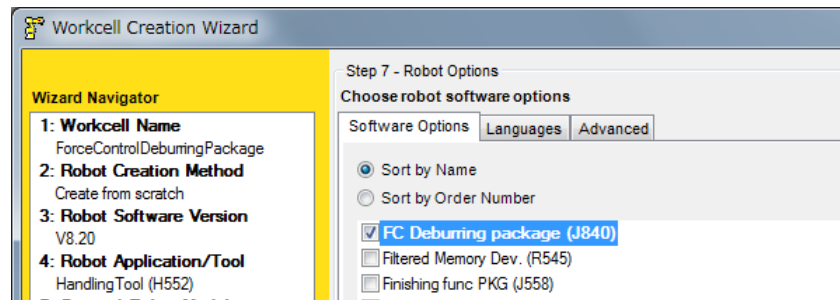 Workcell Creation Wizard
Wizard Navigator
1: Workcell Name
ForceControlDeburringPackage
2: Robot Creation Method
Create from scratch
3: Robot Software Version
V8.20
4: Robot Application/Tool
HandlingTool (H552)
Step 7 - Robot Options
Choose robot software options
Software Options
Languages
Advanced
Sort by Name
Sort by Order Number
FC Deburring package (J840)
Filtered Memory Dev. (R545)
Finishing func PKG (J558)